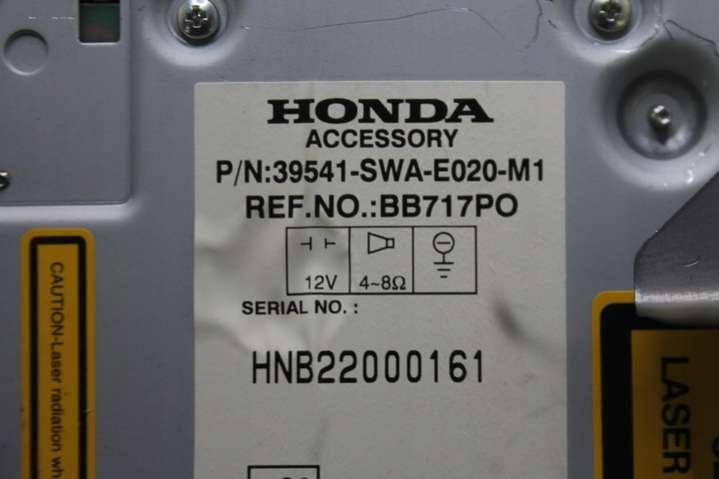 HONDA
ACCESSORY
P/N:39541-SWA-E020-M1
REF.NO.:BB717PO
12V
4~8Ω
SERIAL NO. :
HNB22000161
CAUTION-Laser radiation
LASER